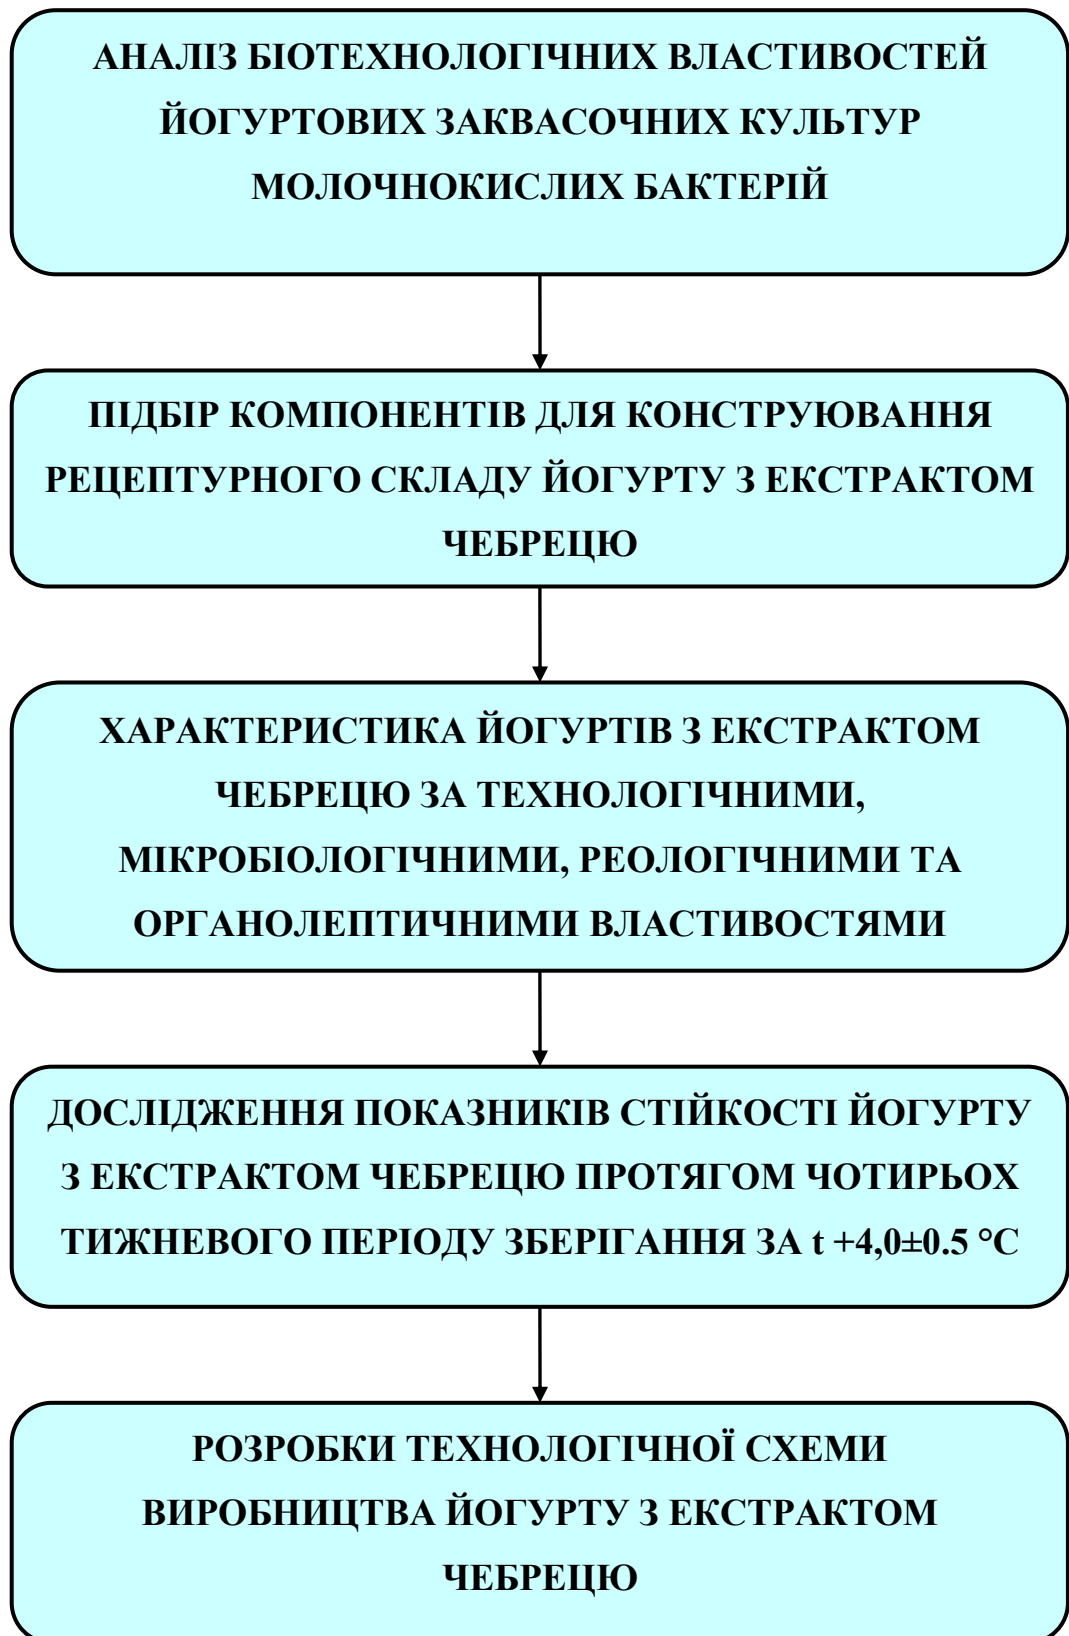 АНАЛІЗ БІОТЕХНОЛОГІЧНИХ ВЛАСТИВОСТЕЙ
ЙОГУРТОВИХ ЗАКВАСОЧНИХ КУЛЬТУР
МОЛОЧНОКИСЛИХ БАКТЕРІЙ
ПІДБІР КОМПОНЕНТІВ ДЛЯ КОНСТРУЮВАННЯ
РЕЦЕПТУРНОГО СКЛАДУ ЙОГУРТУ З ЕКСТРАКТОМ
ЧЕБРЕЦЮ
ХАРАКТЕРИСТИКА ЙОГУРТІВ З ЕКСТРАКТОМ
ЧЕБРЕЦЮ ЗА ТЕХНОЛОГІЧНИМИ,
МІКРОБІОЛОГІЧНИМИ, РЕОЛОГІЧНИМИ ТА
ОРГАНОЛЕПТИЧНИМИ ВЛАСТИВОСТЯМИ
ДОСЛІДЖЕННЯ ПОКАЗНИКІВ СТІЙКОСТІ ЙОГУРТУ
З ЕКСТРАКТОМ ЧЕБРЕЦЮ ПРОТЯГОМ ЧОТИРЬОХ
ТИЖНЕВОГО ПЕРІОДУ ЗБЕРІГАННЯ ЗА t +4,0±0.5 °С
РОЗРОБКИ ТЕХНОЛОГІЧНОЇ СХЕМИ
ВИРОБНИЦТВА ЙОГУРТУ З ЕКСТРАКТОМ
ЧЕБРЕЦЮ